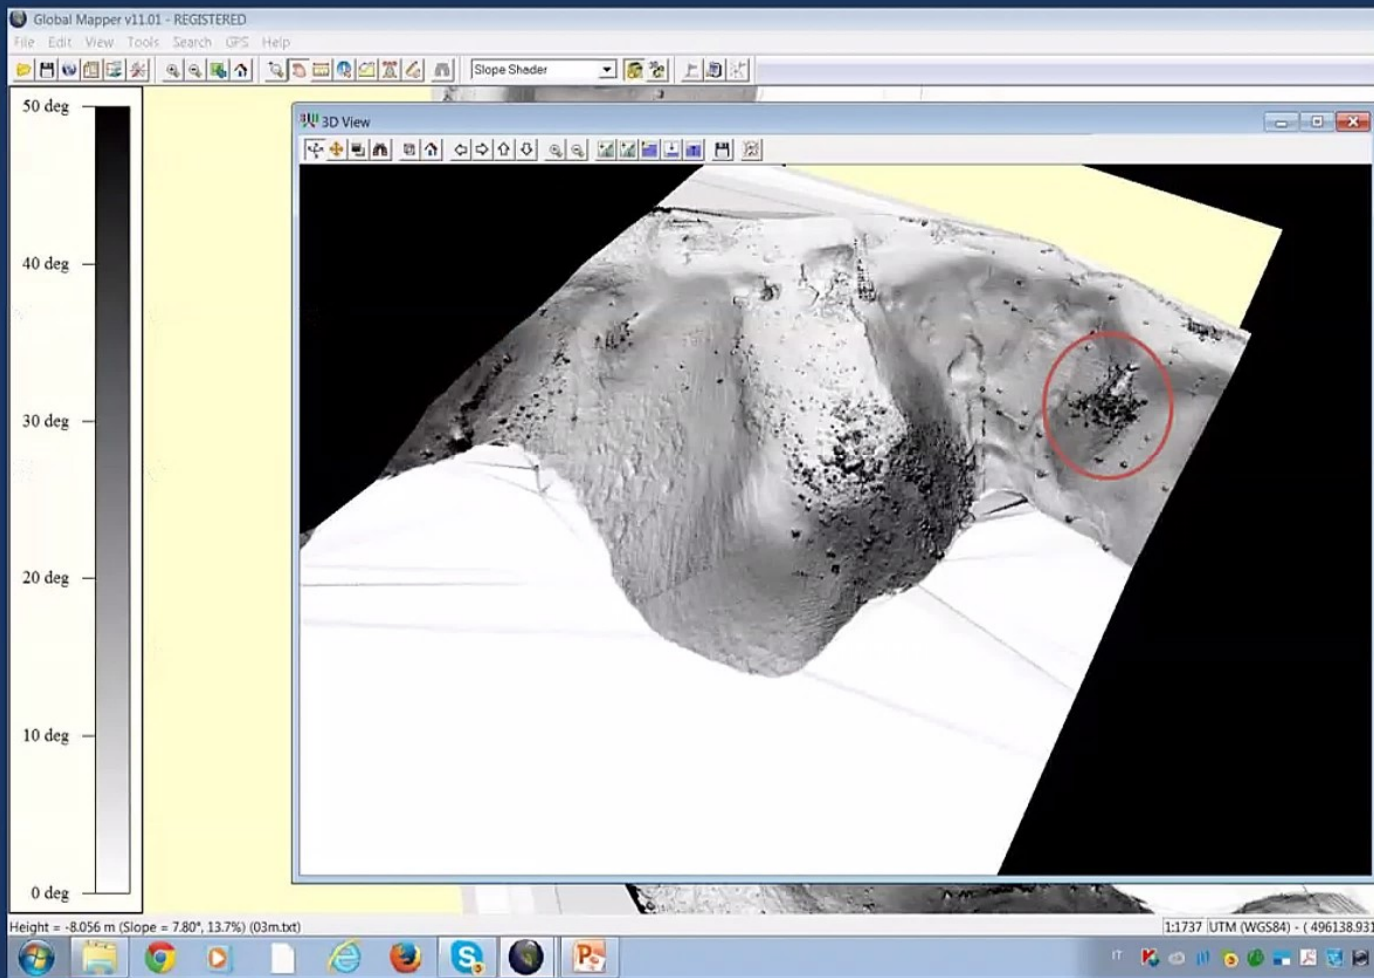 Global Mapper v11.01 - REGISTERED
File Edit View Tools Search GPS Help
Slope Shader
50 deg
40 deg
30 deg
20 deg
10 deg
0 deg
3D View
Height = -8.056 m (Slope = 7.80°, 13.7%) (03m.txt)
1:1737 UTM (WGS84) - ( 496138.931
IT